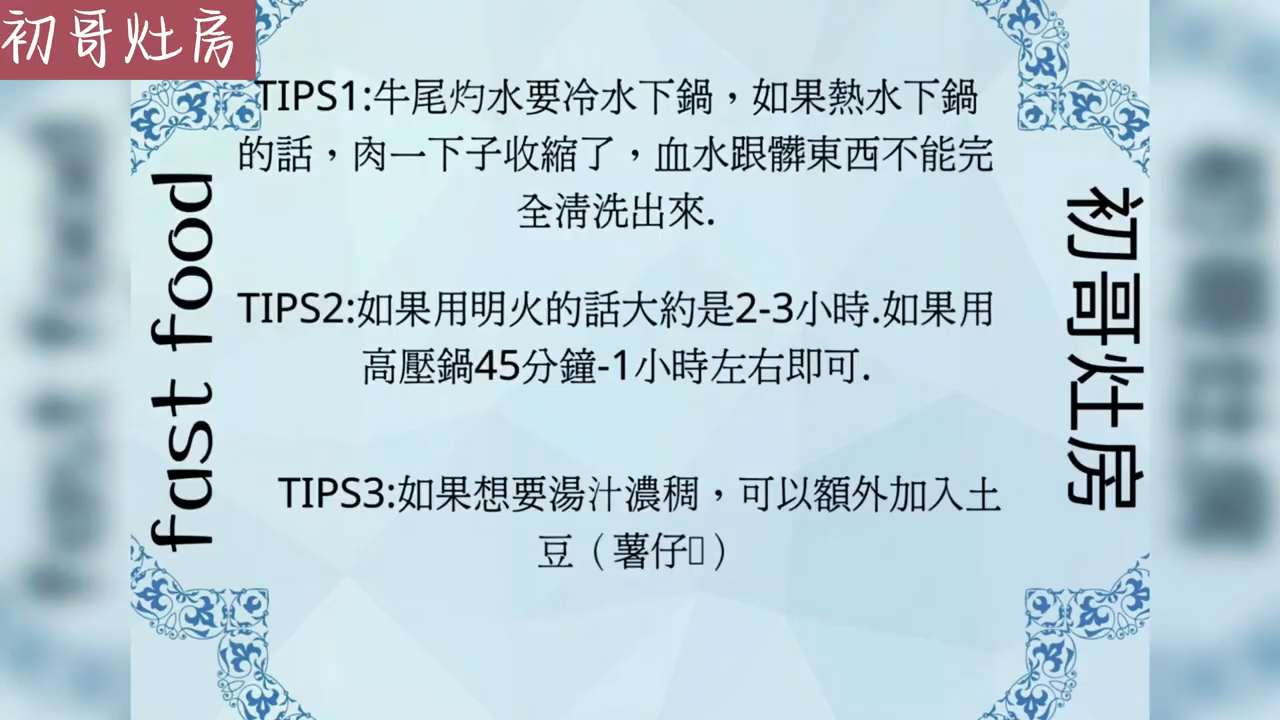 初哥灶房
TIPS1:牛尾灼水要冷水下鍋，如果熱水下鍋
的話，肉一下子收縮了，血水跟髒東西不能完
全淸洗出來.
TIPS2:如果用明火的話大約是2-3小時.如果用
高壓鍋45分鐘-1小時左右即可.
TIPS3:如果想要湯汁濃稠，可以額外加入土
豆（薯仔）
fast food
初哥灶房